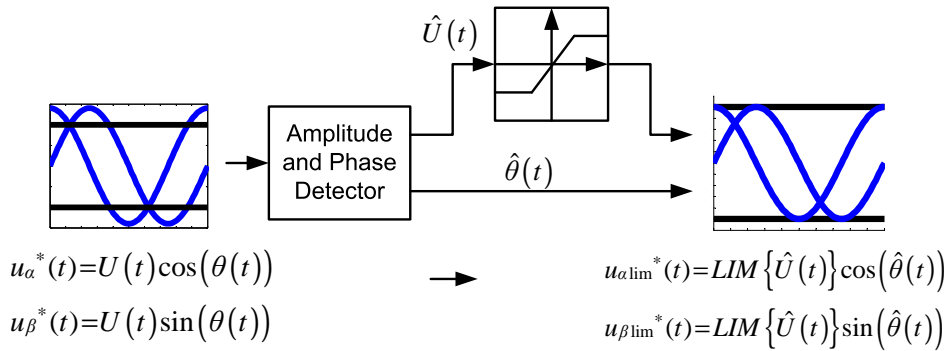 Û(t)
Amplitude
and Phase
Detector
θ̂(t)
uα*(t)=U(t)cos(θ(t))
uβ*(t)=U(t)sin(θ(t))
uαlim*(t)=LIM{Û(t)}cos(θ̂(t))
uβlim*(t)=LIM{Û(t)}sin(θ̂(t))